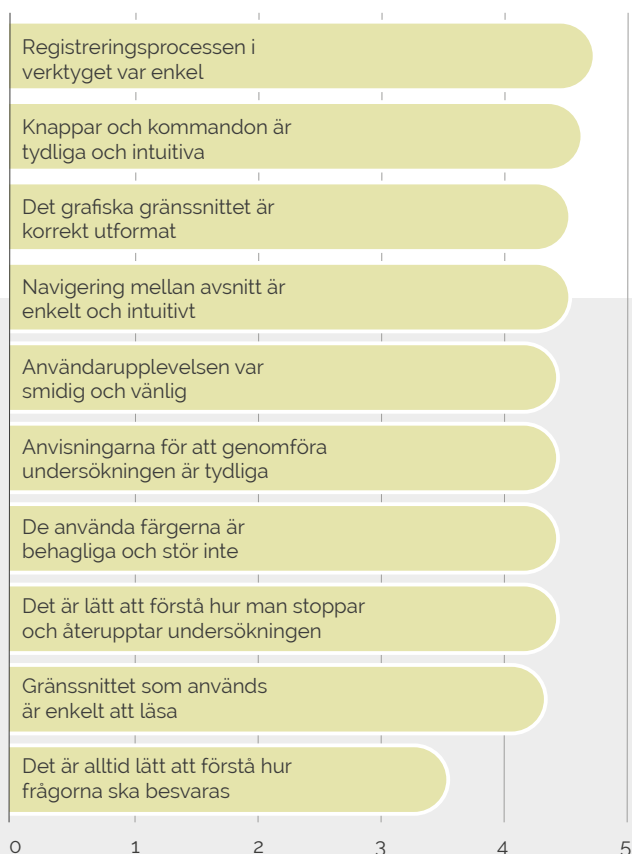 Registreringsprocessen i
verktyget var enkel
Knappar och kommandon är
tydliga och intuitiva
Det grafiska gränssnittet är
korrekt utformat
Navigering mellan avsnitt är
enkelt och intuitivt
Användarupplevelsen var
smidig och vänlig
Anvisningarna för att genomföra
undersökningen är tydliga
De använda färgerna är
behagliga och stör inte
Det är lätt att förstå hur man stoppar
och återupptar undersökningen
Gränssnittet som används
är enkelt att läsa
Det är alltid lätt att förstå hur
frågorna ska besvaras
0 1 2 3 4 5